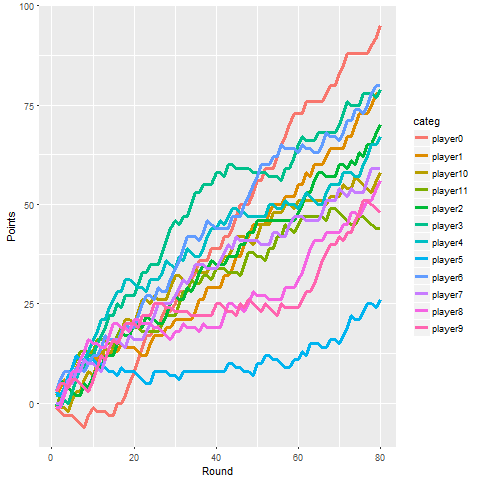 100
75
50
25
0
Points
0
20
40
60
80
Round
categ
player0
player1
player10
player11
player2
player3
player4
player5
player6
player7
player8
player9